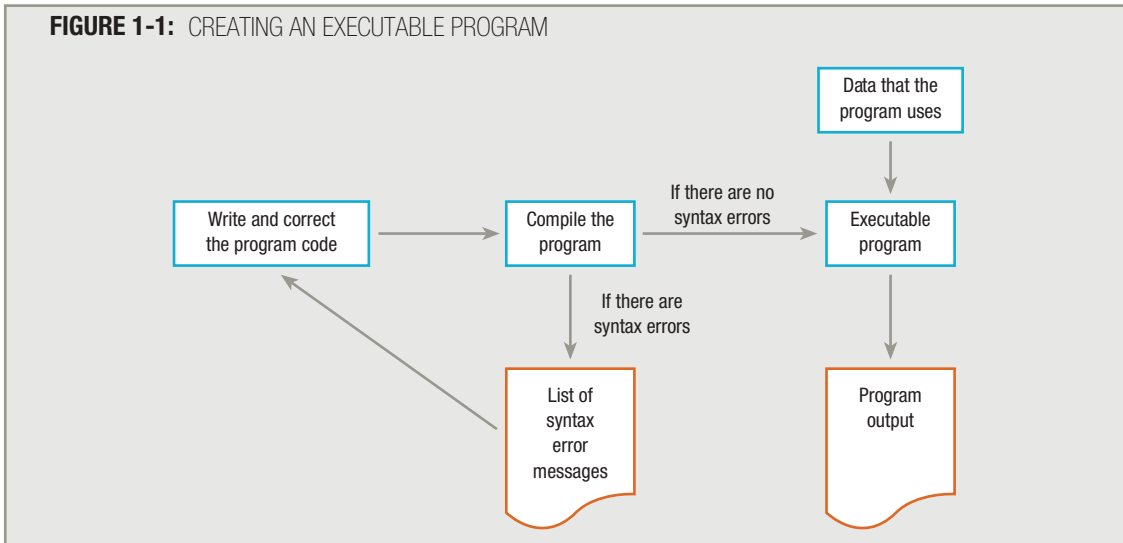 FIGURE 1-1: CREATING AN EXECUTABLE PROGRAM
Data that the
program uses
If there are no
syntax errors
Write and correct
the program code
Compile the
program
Executable
program
If there are
syntax errors
List of
syntax
error
messages
Program
output